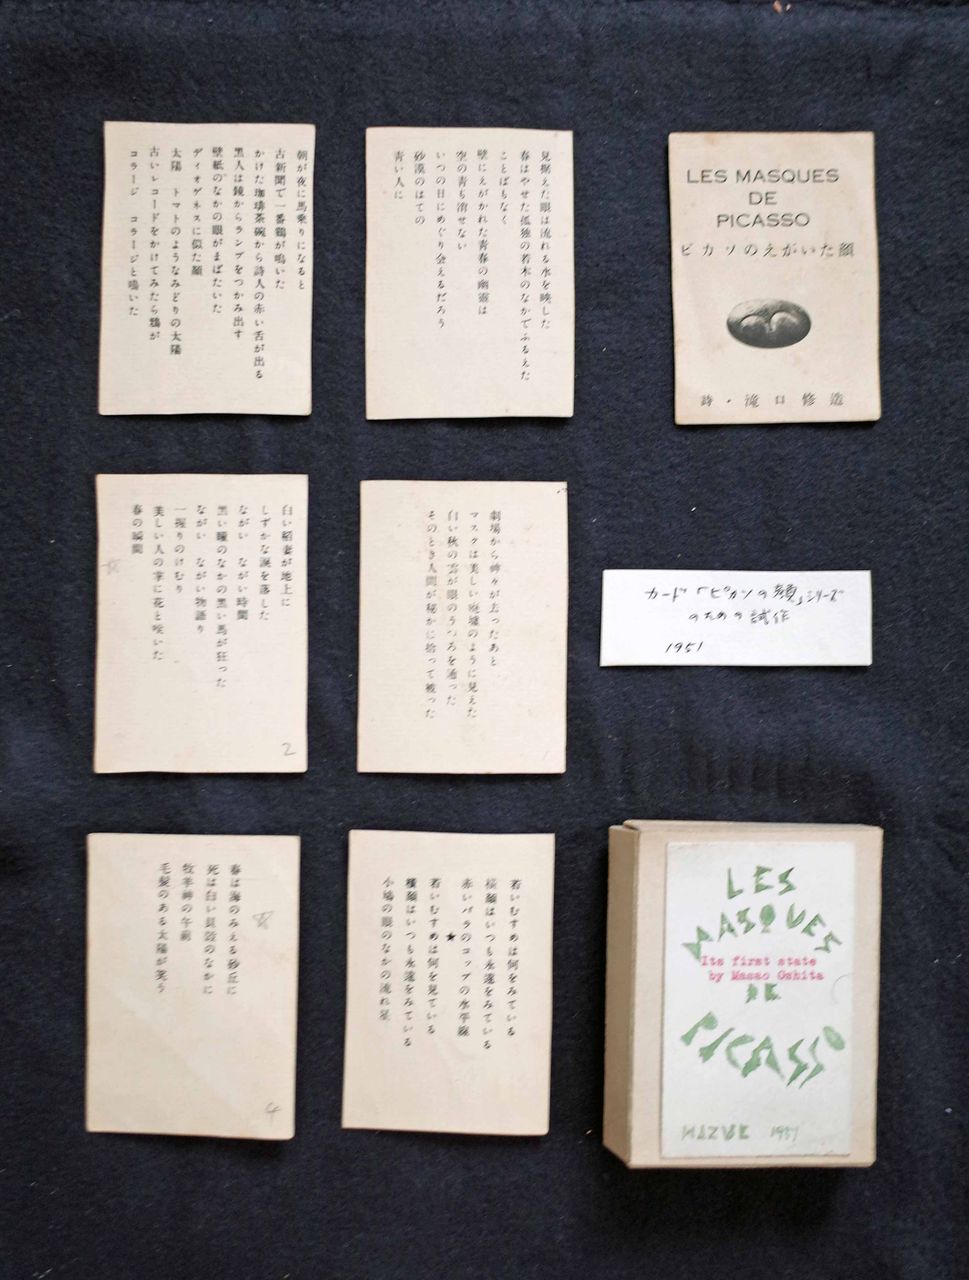 朝が夜に馬乗りになると
古新聞で一番鶏が鳴いた
かけた珈琲茶碗から詩人の赤い舌が出る
黒人は鏡からランプをつかみ出す
壁紙のなかの眼がまばたいた
ディオゲネスに似た顔
太陽　トマトのようなみどりの太陽
古いレコードをかけてみたら鴉が
コラージ　コラージと鳴いた
見据えた眼は流れる水を映した
春はやせた孤独の若木のなかでふるえた
ことばもなく
壁にえがかれた青春の幽霊は
空の青も消せない
いつの日にめぐり会えるだろう
砂漠のはての
青い人に
LES MASQUES
DE
PICASSO
ピカソのえがいた顔
詩・滝口修造
白い稲妻が地上に
しずかな涙を落した
ながい　ながい時間
黒い瞳のなかの黒い馬が狂った
ながい　ながい物語り
一握りのけむり
美しい人の掌に花と咲いた
春の瞬間
2
劇場から神々が去ったあと
マスクは美しい廃墟のように見えた
白い秋の雲が眼のうつろを通った
そのとき人間が秘かに拾って被った
カード「ピカソの顔」シリーズ
のための試作
1951
春は海のみえる砂丘に
死は白い貝殻のなかに
牧羊神の午前
毛髪のある太陽が笑う
4
若いむすめは何をみている
横顔はいつも永遠をみている
赤いバラのコップの水平線
★
若いむすめは何を見ている
横顔はいつも永遠をみている
小鳩の眼のなかの流れ星
LES
MASQUES
Its first state
by Masao Oshita
DE
PICASSO
MIZUE